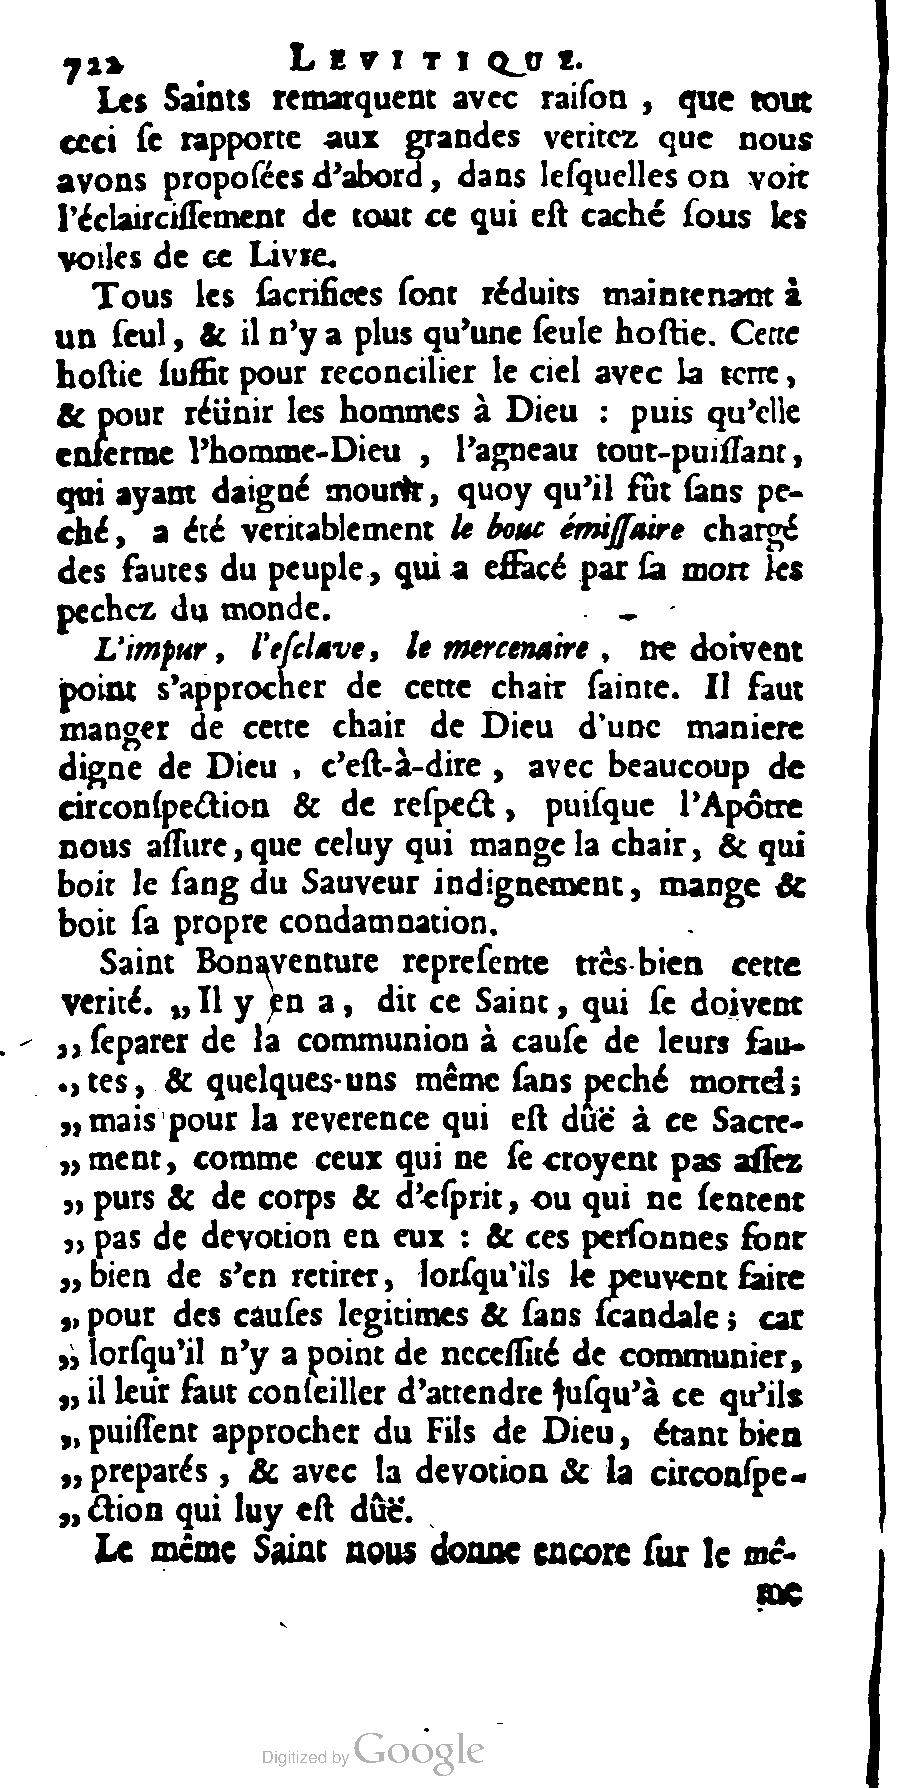 722 LEVITIQUE.
Les Saints remarquent avec raiſon , que tout
ceci ſe rapporte aux grandes veritez que nous
avons propoſées d'abord, dans leſquelles on voit
l'éclairciſſement de tout ce qui eſt caché ſous les
voiles de ce Livre.
Tous les ſacrifices ſont réduits maintenant à
un ſeul, & il n'y a plus qu'une ſeule hoſtie. Cette
hoſtie ſuffit pour reconcilier le ciel avec la terre,
& pour réünir les hommes à Dieu : puis qu'elle
enferme l'homme-Dieu , l'agneau tout-puiſſant,
qui ayant daigné mourir, quoy qu'il fût ſans pe-
ché, a été veritablement le bouc émiſſaire chargé
des fautes du peuple, qui a effacé par ſa mort les
pechez du monde.
L'impur, l'eſclave, le mercenaire, ne doivent
point s'approcher de cette chair ſainte. Il faut
manger de cette chair de Dieu d'une maniere
digne de Dieu , c'eſt-à-dire , avec beaucoup de
circonſpection & de reſpect, puiſque l'Apôtre
nous aſſure, que celuy qui mange la chair, & qui
boit le ſang du Sauveur indignement, mange &
boit ſa propre condamnation.
Saint Bonaventure repreſente três-bien cette
verité. „ Il y en a, dit ce Saint, qui ſe doivent
„ ſeparer de la communion à cauſe de leurs fau-
„ tes, & quelques-uns même ſans peché mortel;
„ mais pour la reverence qui eſt dûë à ce Sacre-
„ ment, comme ceux qui ne ſe croyent pas aſſez
„ purs & de corps & d'eſprit, ou qui ne ſentent
„ pas de devotion en eux : & ces perſonnes font
„ bien de s'en retirer, lorſqu'ils le peuvent faire
„ pour des cauſes legitimes & ſans ſcandale; car
„ lorſqu'il n'y a point de neceſſité de communier,
„ il leur faut conſeiller d'attendre juſqu'à ce qu'ils
„ puiſſent approcher du Fils de Dieu, étant bien
„ preparés , & avec la devotion & la circonſpe-
„ ction qui luy eſt dûë.
Le même Saint nous donne encore ſur le mê-
me
Digitized by Google